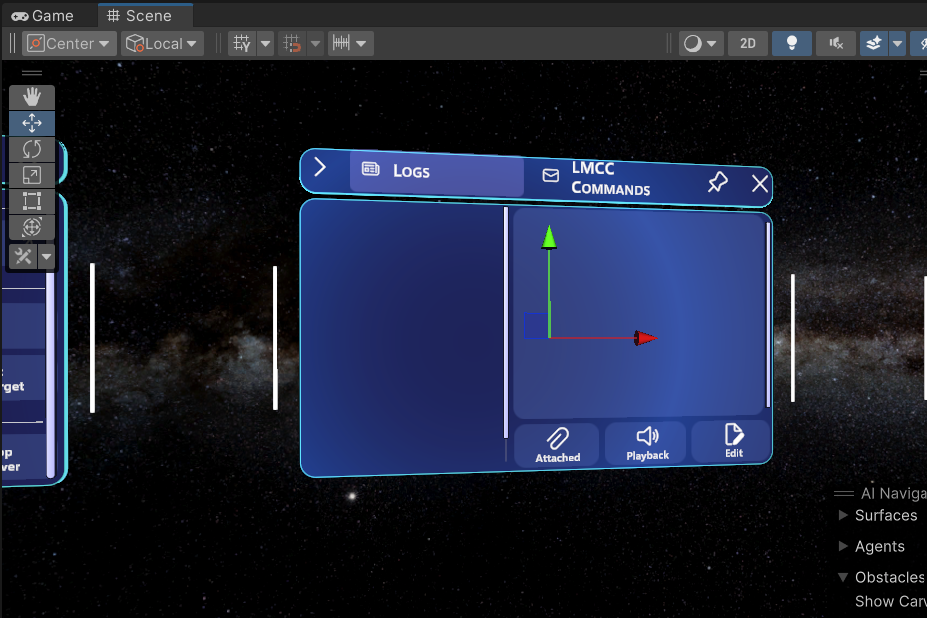 Game
Scene
Center
Local
2D
Logs
LMCC
Commands
Attached
Playback
Edit
rget
op
ver
AI Naviga
Surfaces
Agents
Obstacles
Show Carv